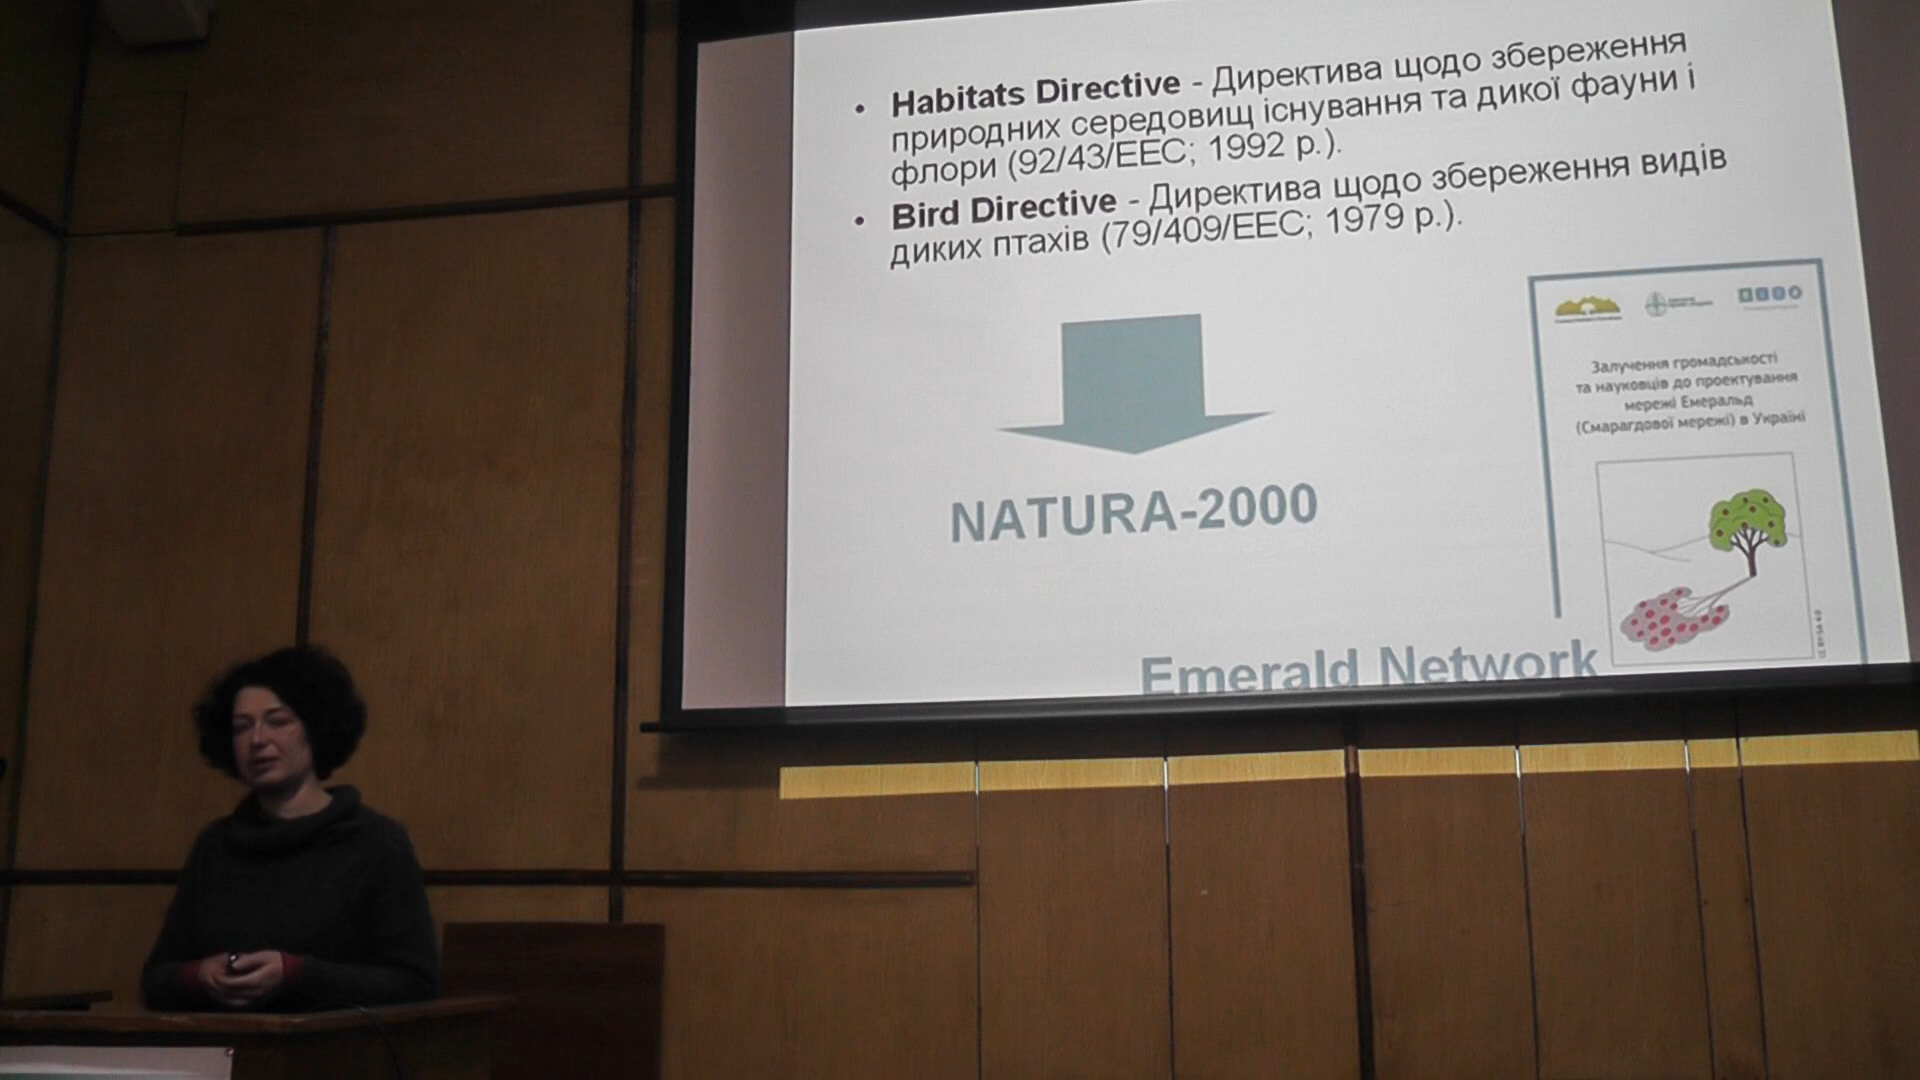 • Habitats Directive - Директива щодо збереження
природних середовищ існування та дикої фауни і
флори (92/43/EEC; 1992 р.).
• Bird Directive - Директива щодо збереження видів
диких птахів (79/409/EEC; 1979 р.).
NATURA-2000
Emerald Network
Залучення громадськості
та науковців до проектування
мережі Емеральд
(Смарагдової мережі) в Україні